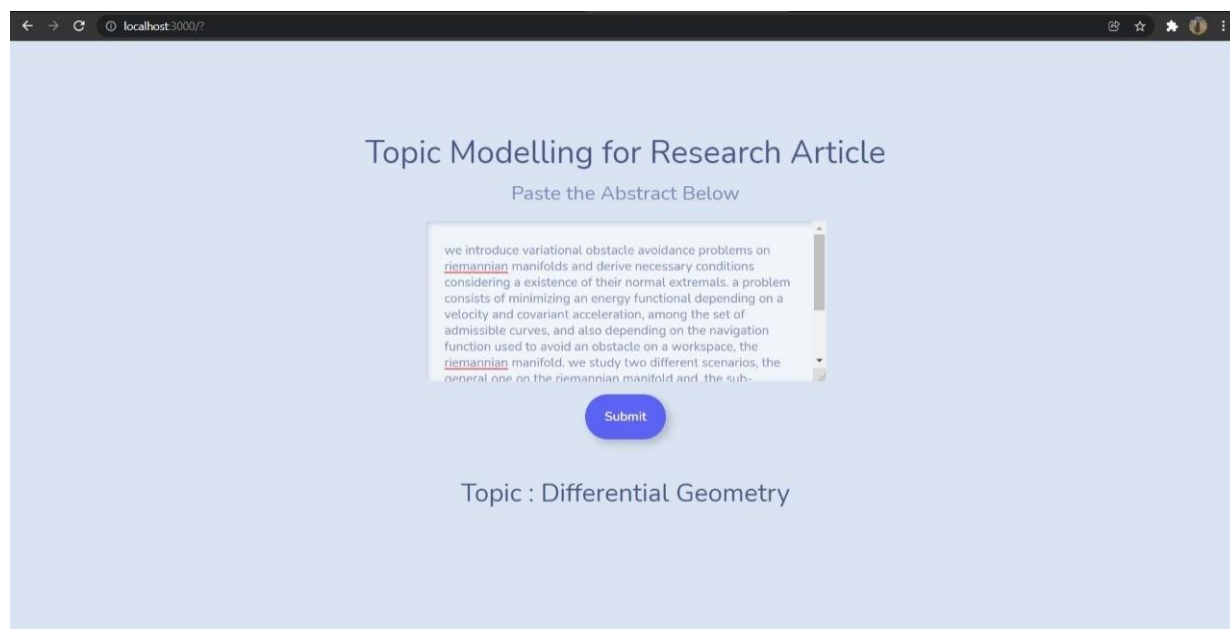 localhost:3000/?
Topic Modelling for Research Article
Paste the Abstract Below
we introduce variational obstacle avoidance problems on
riemannian manifolds and derive necessary conditions
considering a existence of their normal extremals. a problem
consists of minimizing an energy functional depending on a
velocity and covariant acceleration, among the set of
admissible curves, and also depending on the navigation
function used to avoid an obstacle on a workspace, the
riemannian manifold. we study two different scenarios, the
general one on the riemannian manifold and, the sub-
Submit
Topic : Differential Geometry